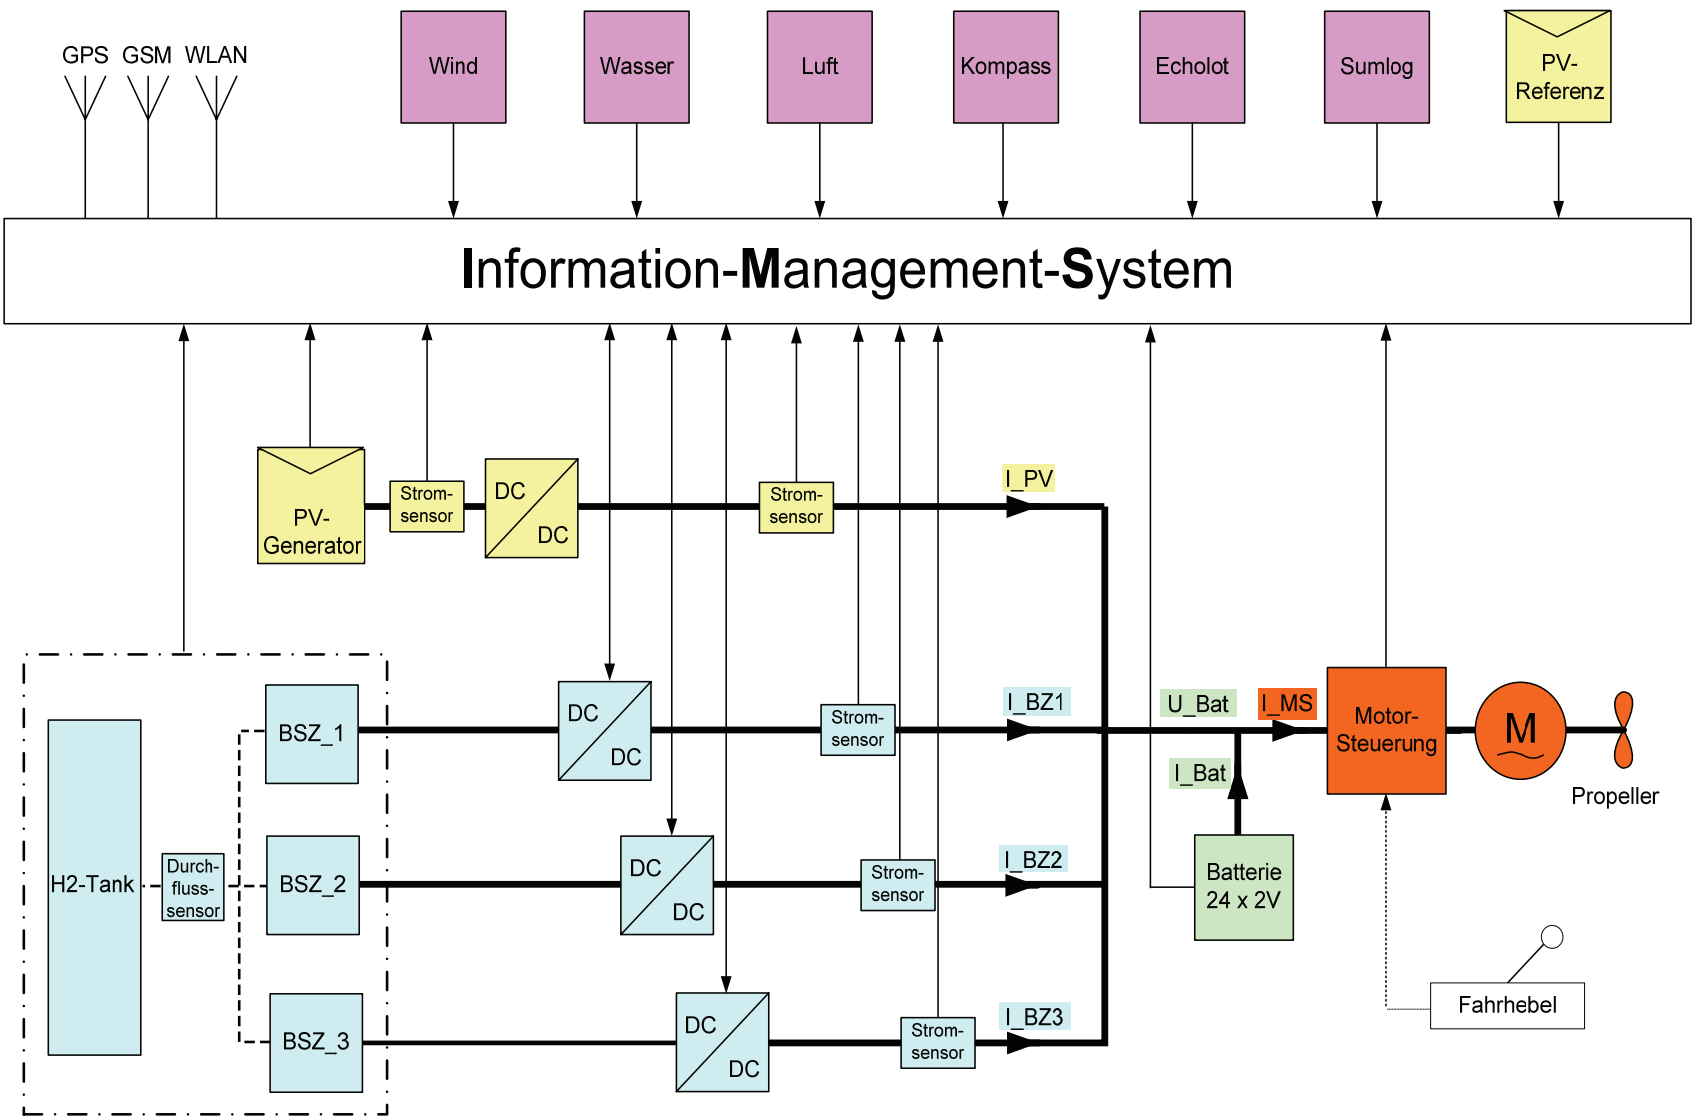 GPS GSM WLAN
Wind
Wasser
Luft
Kompass
Echolot
Sumlog
PV-
Referenz
Information-Management-System
PV-
Generator
Strom-
sensor
DC
DC
Strom-
sensor
I_PV
H2-Tank
Durch-
fluss-
sensor
BSZ_1
DC
DC
Strom-
sensor
I_BZ1
BSZ_2
DC
DC
Strom-
sensor
I_BZ2
BSZ_3
DC
DC
Strom-
sensor
I_BZ3
U_Bat
I_MS
I_Bat
Batterie
24 x 2V
Motor-
Steuerung
M
Propeller
Fahrhebel